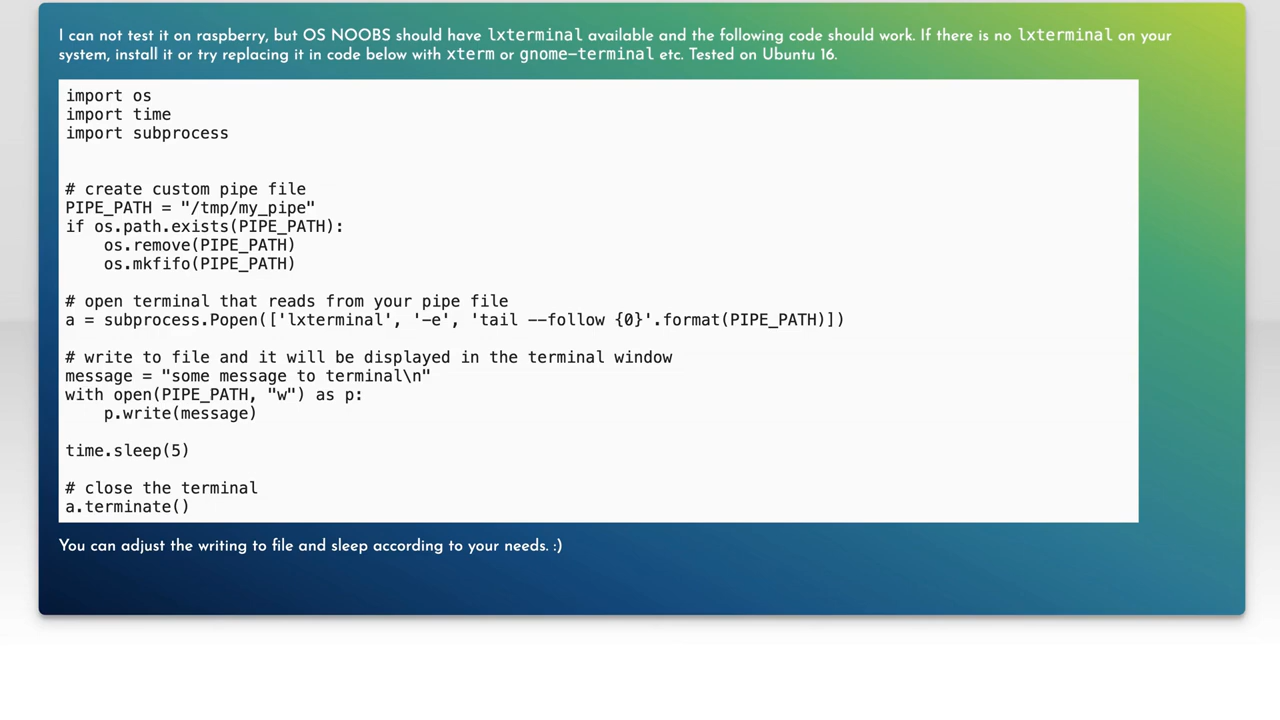 I can not test it on raspberry, but OS NOOBS should have lxterminal available and the following code should work. If there is no lxterminal on your
system, install it or try replacing it in code below with xterm or gnome-terminal etc. Tested on Ubuntu 16.
import os
import time
import subprocess
# create custom pipe file
PIPE_PATH = "/tmp/my_pipe"
if os.path.exists(PIPE_PATH):
    os.remove(PIPE_PATH)
    os.mkfifo(PIPE_PATH)
# open terminal that reads from your pipe file
a = subprocess.Popen(['lxterminal', '-e', 'tail --follow {0}'.format(PIPE_PATH)])
# write to file and it will be displayed in the terminal window
message = "some message to terminal\n"
with open(PIPE_PATH, "w") as p:
    p.write(message)
time.sleep(5)
# close the terminal
a.terminate()
You can adjust the writing to file and sleep according to your needs. :)